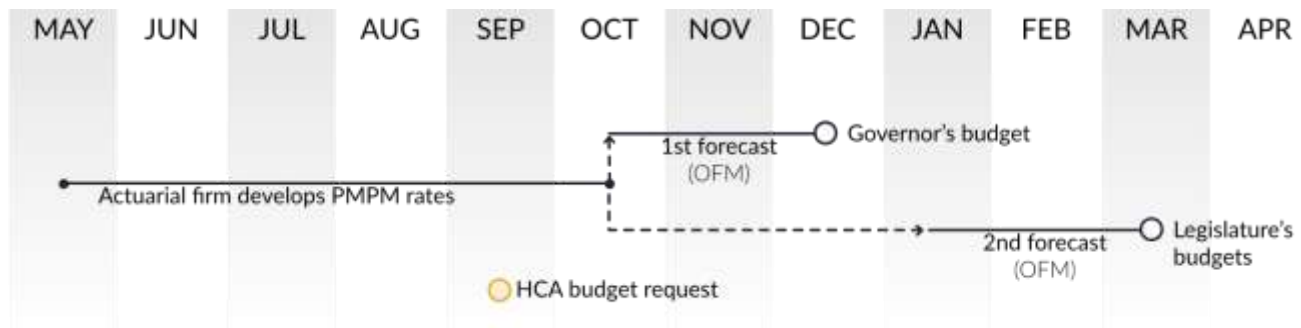 MAY JUN JUL AUG SEP OCT NOV DEC JAN FEB MAR APR
Governor's budget
1st forecast
(OFM)
Actuarial firm develops PMPM rates
Legislature's
budgets
2nd forecast
(OFM)
HCA budget request